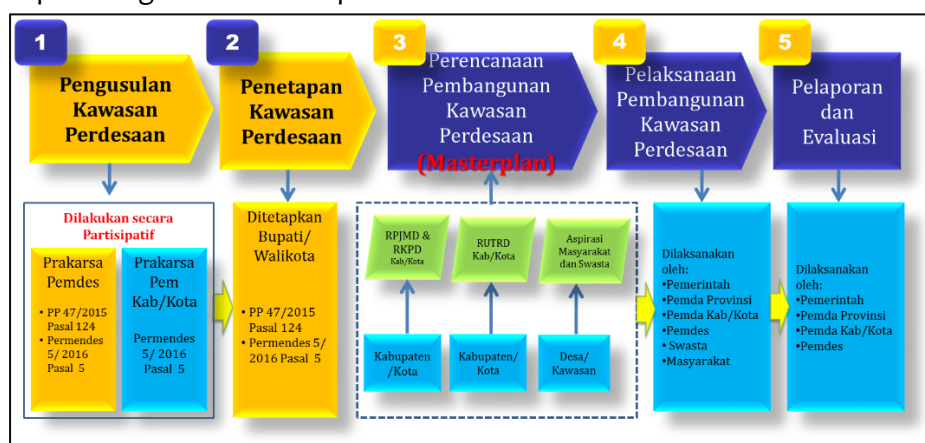 1
Pengusulan
Kawasan
Perdesaan
2
Penetapan
Kawasan
Perdesaan
3
Perencanaan
Pembangunan
Kawasan
Perdesaan
(Masterplan)
4
Pelaksanaan
Pembangunan
Kawasan
Perdesaan
5
Pelaporan
dan
Evaluasi
Dilakukan secara
Partisipatif
Prakarsa
Pemdes
• PP 47/2015
Pasal 124
• Permendes
5/ 2016
Pasal 5
Prakarsa
Pem
Kab/Kota
Permendes
5/ 2016
Pasal 5
Ditetapkan
Bupati/
Walikota
• PP 47/2015
Pasal 124
• Permendes 5/
2016 Pasal 5
RPJMD &
RKPD
Kab/Kota
RUTRD
Kab/Kota
Aspirasi
Masyarakat
dan Swasta
Kabupaten
/Kota
Kabupaten/
Kota
Desa/
Kawasan
Dilaksanakan
oleh:
•Pemerintah
•Pemda Provinsi
•Pemda Kab/Kota
•Pemdes
• Swasta
•Masyarakat
Dilaksanakan
oleh:
•Pemerintah
•Pemda Provinsi
•Pemda Kab/Kota
•Pemdes